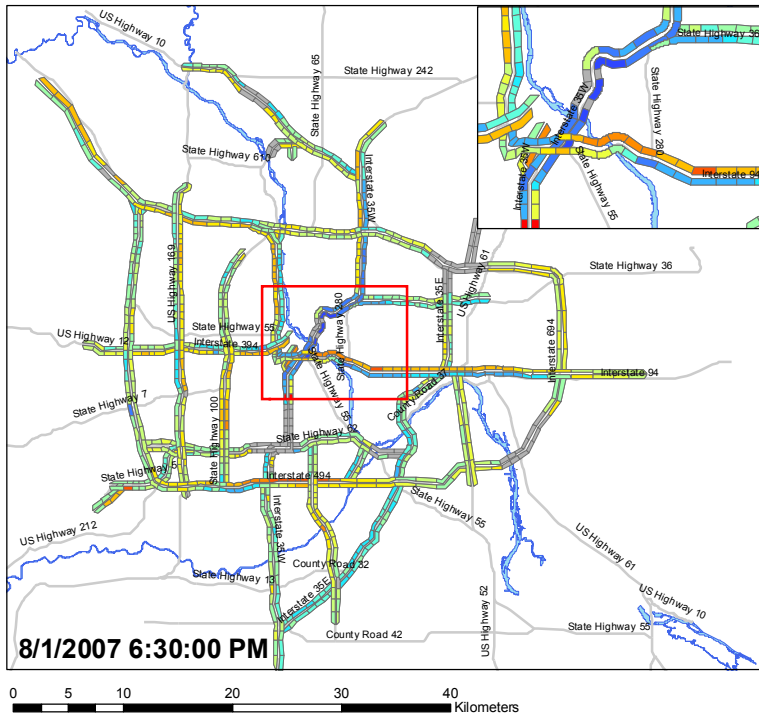 US Highway 10
State Highway 65
State Highway 242
State Highway 610
Interstate 35W
US Highway 169
State Highway 36
US Highway 61
Interstate 35E
State Highway 280
State Highway 55
US Highway 12
Interstate 394
State Highway 55
Interstate 694
Interstate 94
State Highway 7
State Highway 100
County Road 37
State Highway 62
State Highway 5
Interstate 494
State Highway 55
US Highway 212
Interstate 35W
County Road 32
State Highway 13
Interstate 35E
US Highway 61
US Highway 52
US Highway 10
State Highway 55
County Road 42
State Highway 36
Interstate 35W
State Highway 280
Interstate 35W
State Highway 55
Interstate 94
8/1/2007 6:30:00 PM
0 5 10 20 30 40
Kilometers